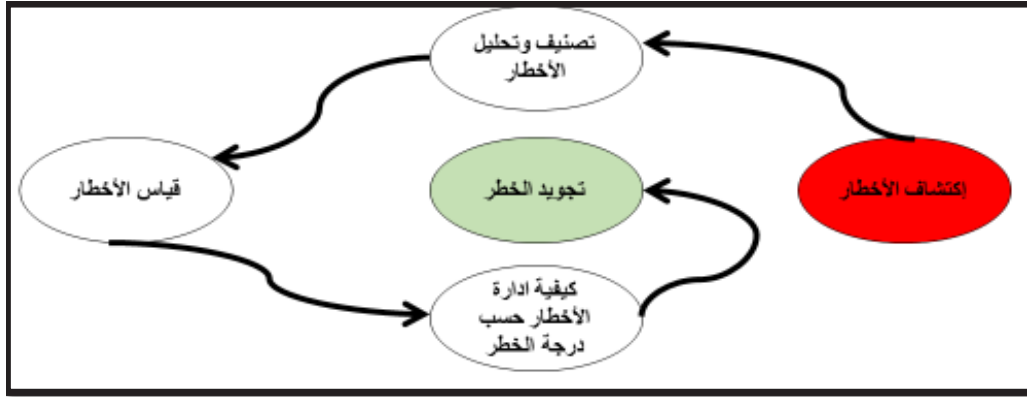 تصنيف وتحليل
الأخطار
إكتشاف الأخطار
تجويد الخطر
قياس الأخطار
كيفية ادارة
الأخطار حسب
درجة الخطر